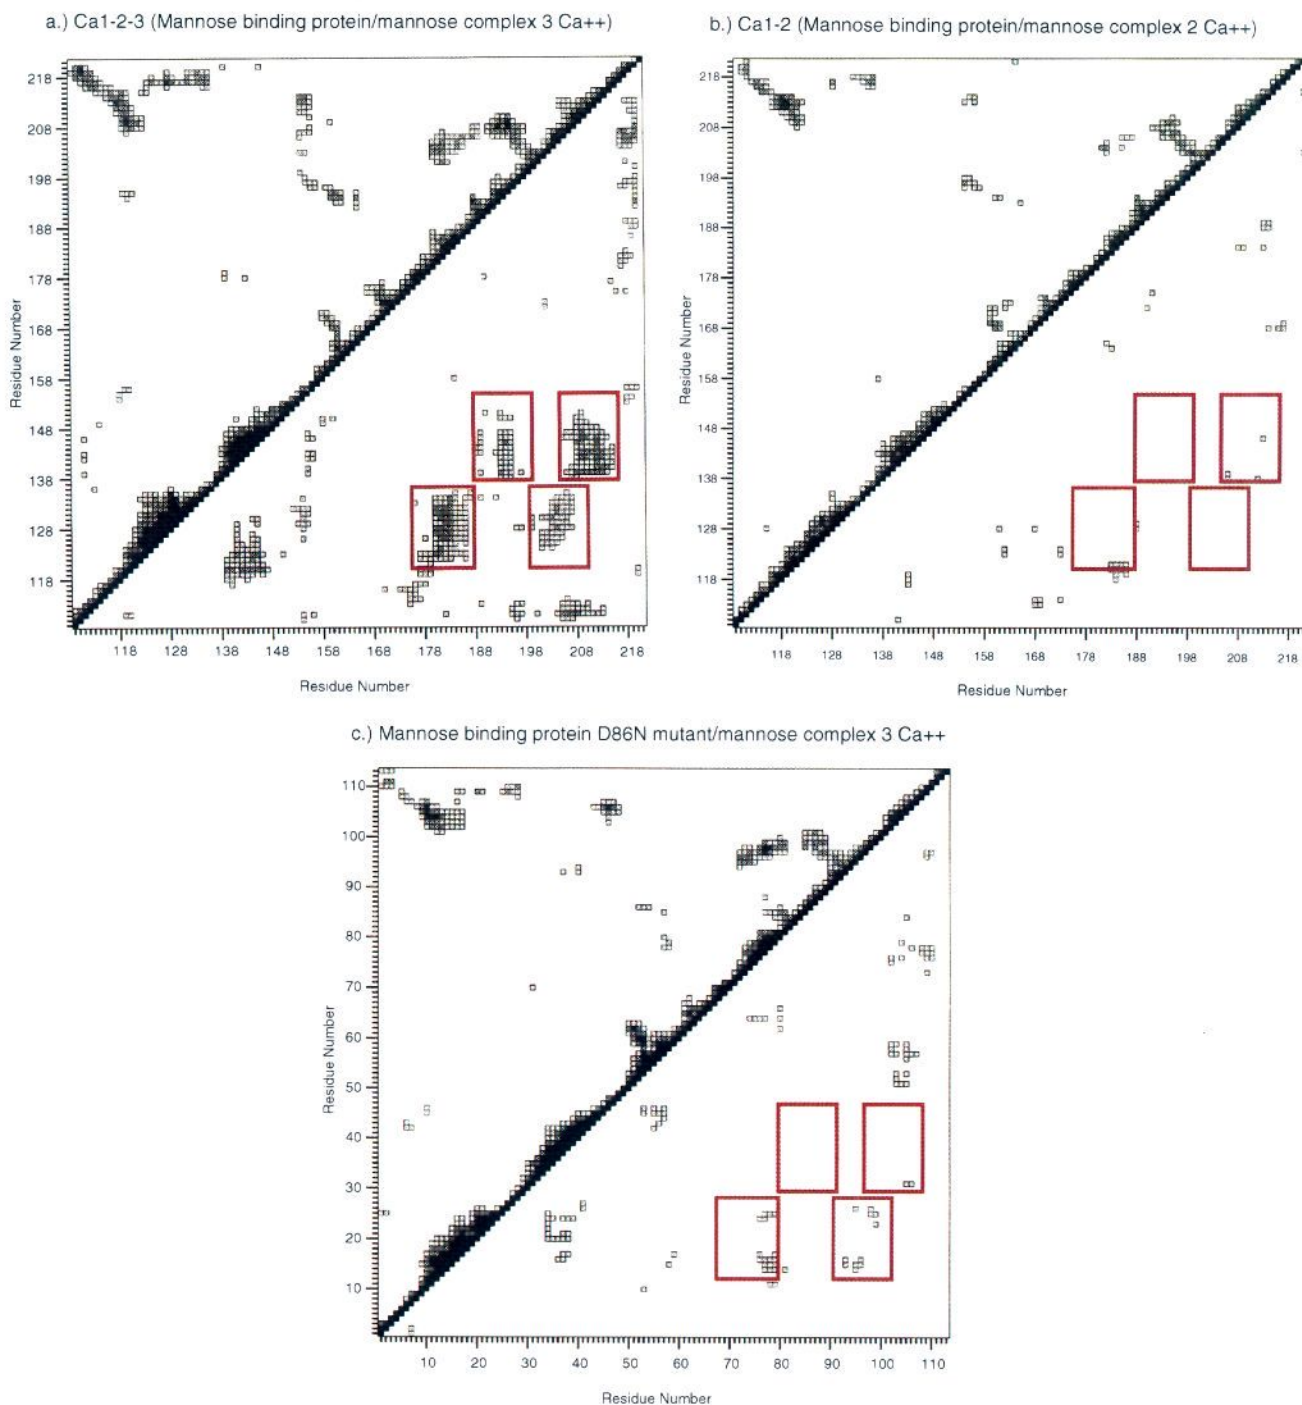 a.) Ca1-2-3 (Mannose binding protein/mannose complex 3 Ca++)
218
208
198
188
178
168
158
148
138
128
118
Residue Number
118 128 138 148 158 168 178 188 198 208 218
Residue Number
b.) Ca1-2 (Mannose binding protein/mannose complex 2 Ca++)
218
208
198
188
178
168
158
148
138
128
118
Residue Number
118 128 138 148 158 168 178 188 198 208 218
Residue Number
c.) Mannose binding protein D86N mutant/mannose complex 3 Ca++
110
100
90
80
70
60
50
40
30
20
10
Residue Number
10 20 30 40 50 60 70 80 90 100 110
Residue Number